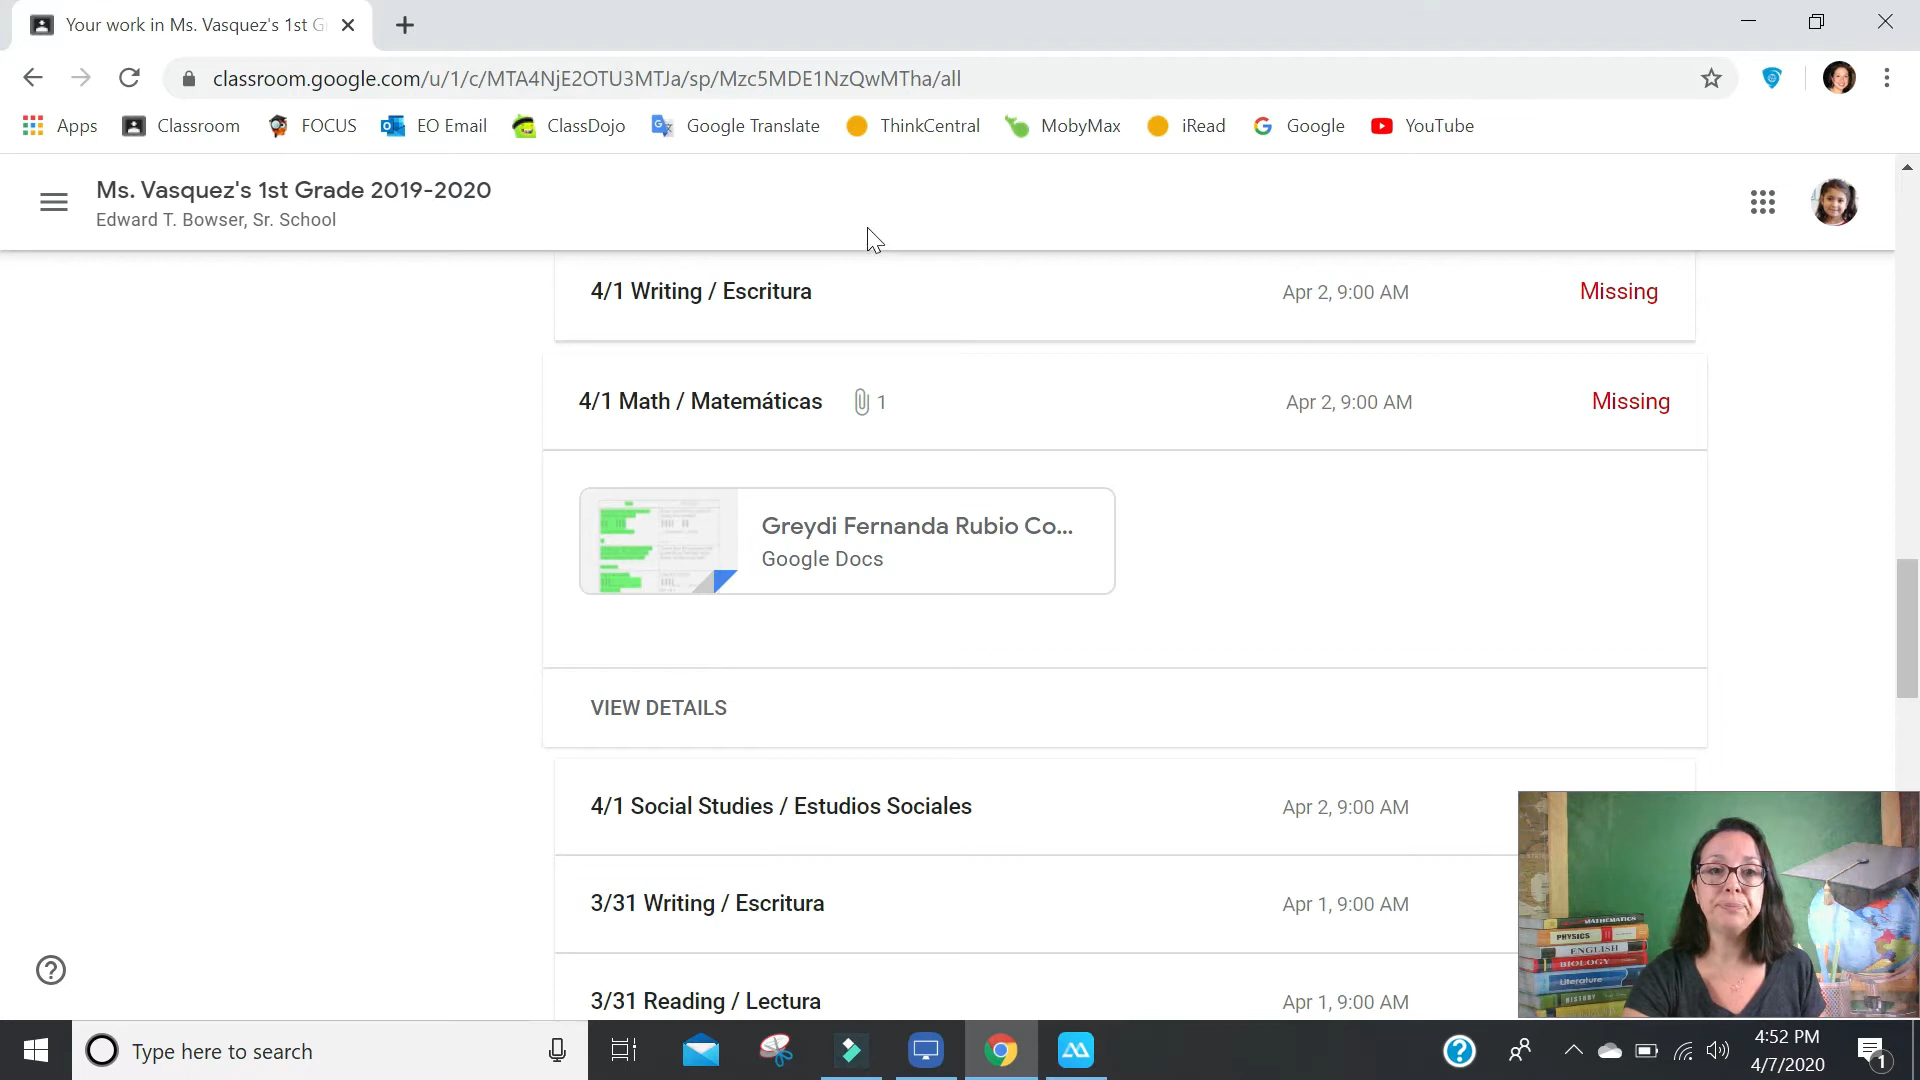 Your work in Ms. Vasquez's 1st G
classroom.google.com/u/1/c/MTA4NjE2OTU3MTJa/sp/Mzc5MDE1NzQwMTha/all
Apps Classroom FOCUS EO Email ClassDojo Google Translate ThinkCentral MobyMax iRead Google YouTube
Ms. Vasquez's 1st Grade 2019-2020
Edward T. Bowser, Sr. School
4/1 Writing / Escritura Apr 2, 9:00 AM Missing
4/1 Math / Matemáticas 1 Apr 2, 9:00 AM Missing
Greydi Fernanda Rubio Co...
Google Docs
VIEW DETAILS
4/1 Social Studies / Estudios Sociales Apr 2, 9:00 AM
3/31 Writing / Escritura Apr 1, 9:00 AM
3/31 Reading / Lectura Apr 1, 9:00 AM
MATHEMATICS
PHYSICS
ENGLISH
BIOLOGY
Literature
HISTORY
Type here to search
4:52 PM
4/7/2020
1